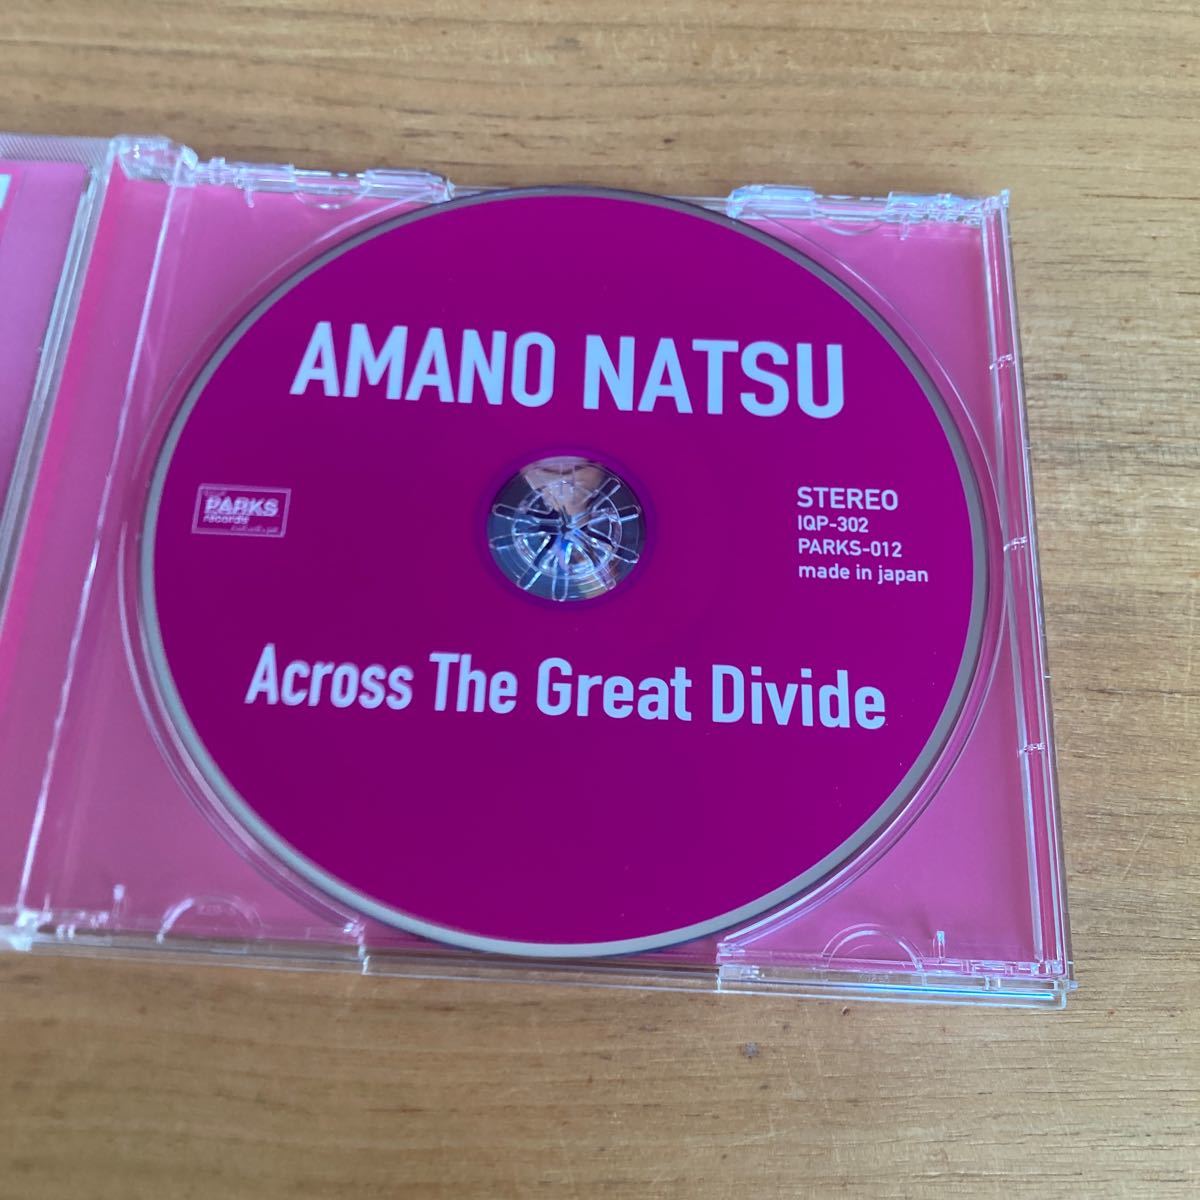 AMANO NATSU
PARKS
records
STEREO
IQP-302
PARKS-012
made in japan
Across The Great Divide